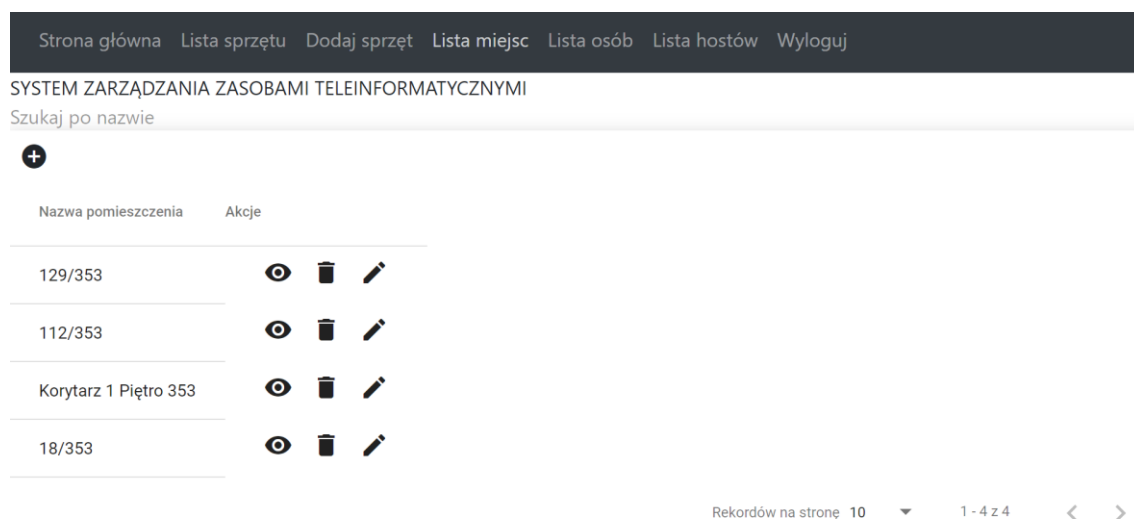 Strona główna Lista sprzętu Dodaj sprzęt Lista miejsc Lista osób Lista hostów Wyloguj
SYSTEM ZARZĄDZANIA ZASOBAMI TELEINFORMATYCZNYMI
Szukaj po nazwie
Nazwa pomieszczenia Akcje
129/353
112/353
Korytarz 1 Piętro 353
18/353
Rekordów na stronę 10 1 - 4 z 4